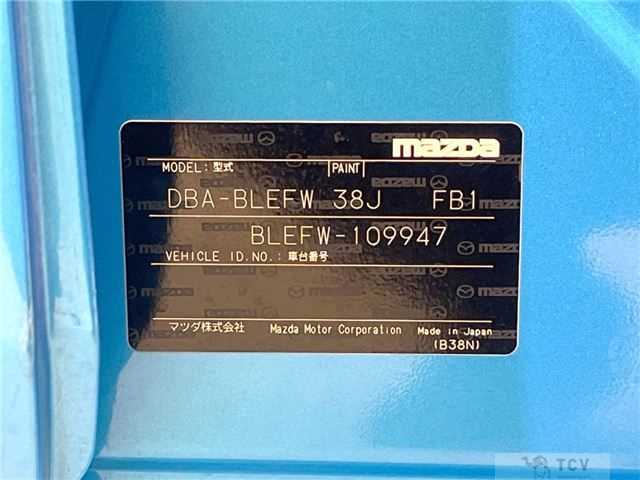 mazda
MODEL: 型式 PAINT
DBA-BLEFW 38J FB1
BLEFW-109947
VEHICLE ID.NO.: 車台番号
マツダ株式会社 Mazda Motor Corporation Made in Japan
(B38N)
TCV